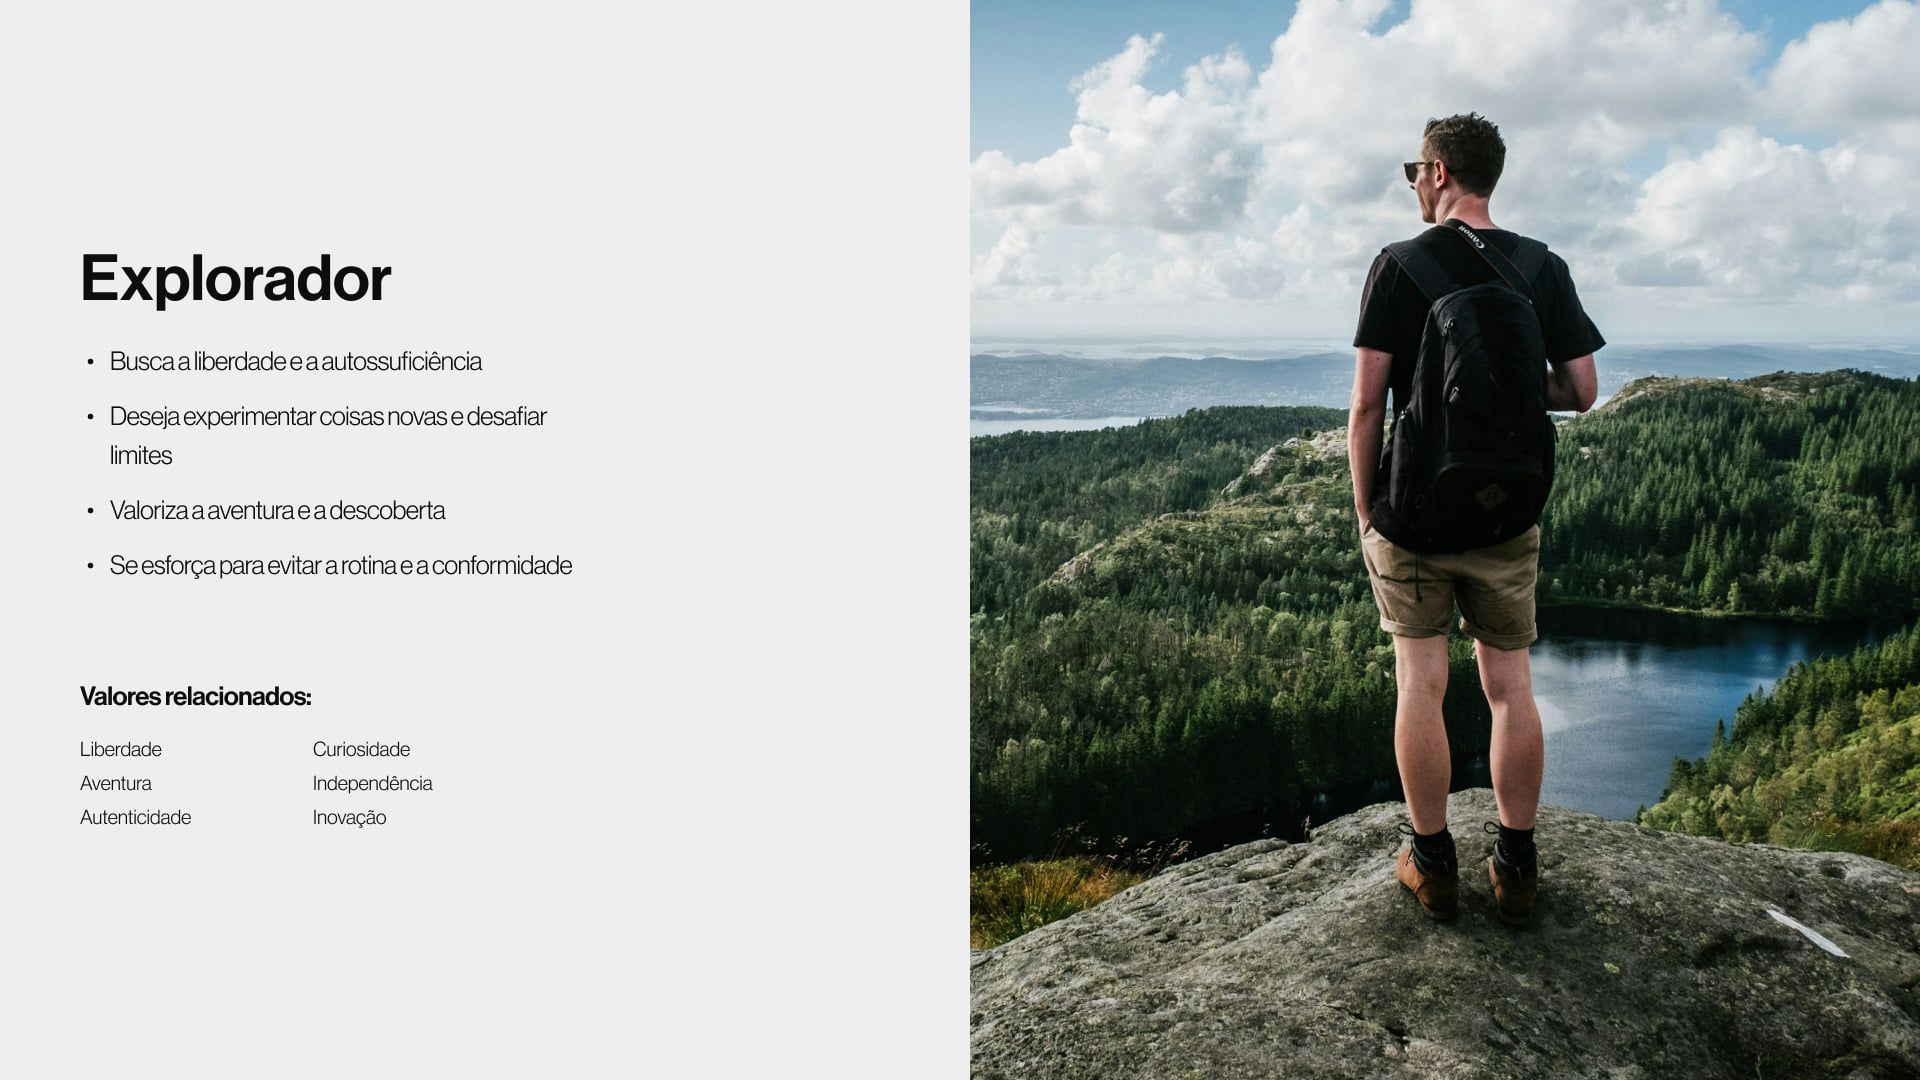 Explorador
• Busca a liberdade e a autossuficiência
• Deseja experimentar coisas novas e desafiar
limites
• Valoriza a aventura e a descoberta
• Se esforça para evitar a rotina e a conformidade
Valores relacionados:
Liberdade
Aventura
Autenticidade
Curiosidade
Independência
Inovação
Canon